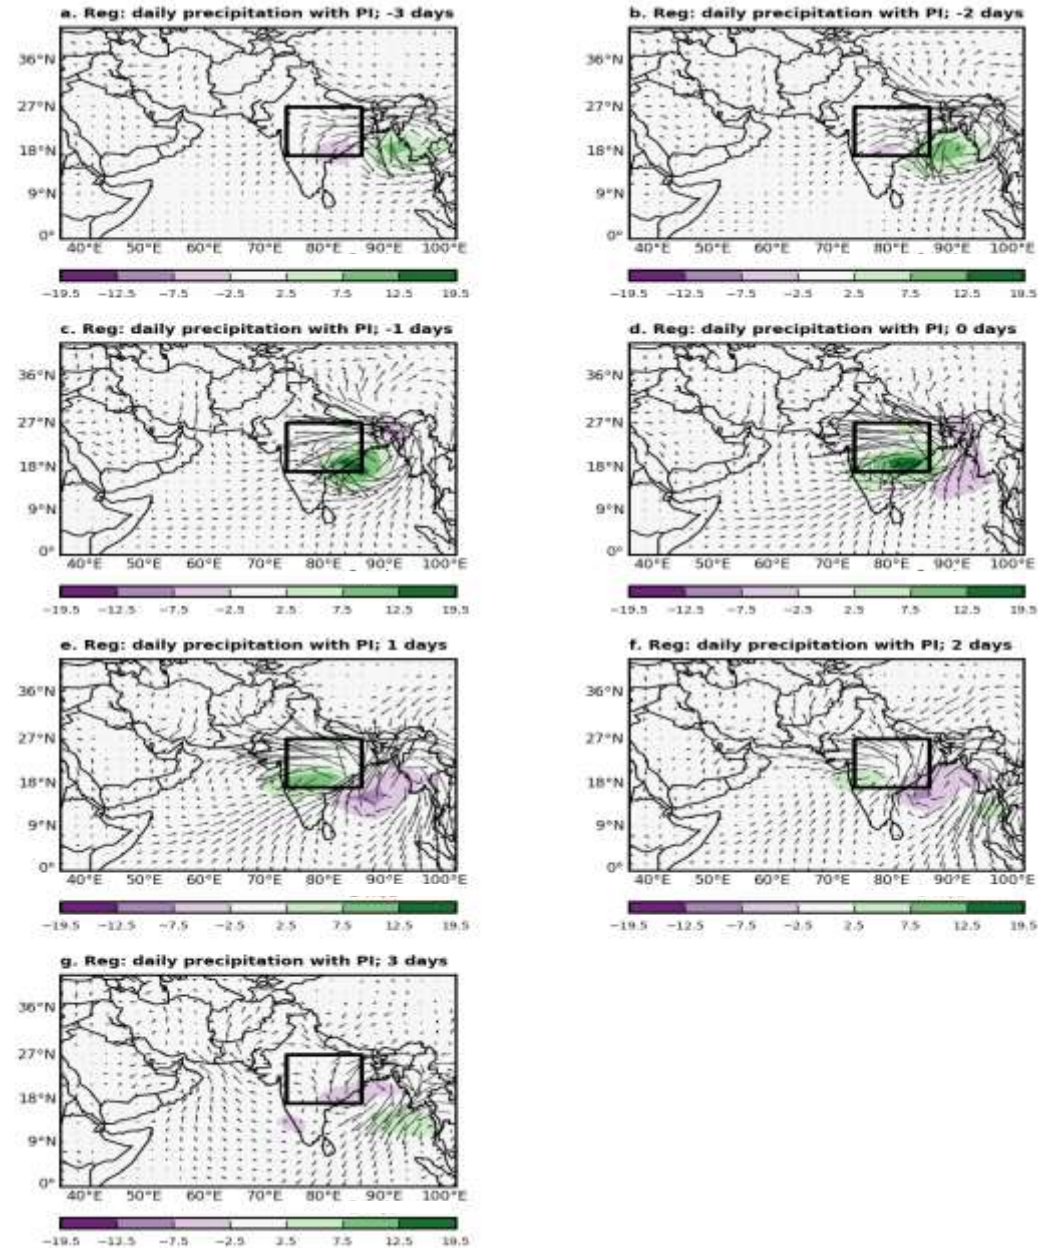 a. Reg: daily precipitation with PI; -3 days
b. Reg: daily precipitation with PI; -2 days
36°N
36°N
27°N
27°N
18°N
18°N
9°N
9°N
0°
0°
40°E 50°E 60°E 70°E 80°E 90°E 100°E
40°E 50°E 60°E 70°E 80°E 90°E 100°E
−19.5 −12.5 −7.5 −2.5 2.5 7.5 12.5 19.5
−19.5 −12.5 −7.5 −2.5 2.5 7.5 12.5 19.5
c. Reg: daily precipitation with PI; -1 days
d. Reg: daily precipitation with PI; 0 days
36°N
36°N
27°N
27°N
18°N
18°N
9°N
9°N
0°
0°
40°E 50°E 60°E 70°E 80°E 90°E 100°E
40°E 50°E 60°E 70°E 80°E 90°E 100°E
−19.5 −12.5 −7.5 −2.5 2.5 7.5 12.5 19.5
−19.5 −12.5 −7.5 −2.5 2.5 7.5 12.5 19.5
e. Reg: daily precipitation with PI; 1 days
f. Reg: daily precipitation with PI; 2 days
36°N
36°N
27°N
27°N
18°N
18°N
9°N
9°N
0°
0°
40°E 50°E 60°E 70°E 80°E 90°E 100°E
40°E 50°E 60°E 70°E 80°E 90°E 100°E
−19.5 −12.5 −7.5 −2.5 2.5 7.5 12.5 19.5
−19.5 −12.5 −7.5 −2.5 2.5 7.5 12.5 19.5
g. Reg: daily precipitation with PI; 3 days
36°N
27°N
18°N
9°N
0°
40°E 50°E 60°E 70°E 80°E 90°E 100°E
−19.5 −12.5 −7.5 −2.5 2.5 7.5 12.5 19.5